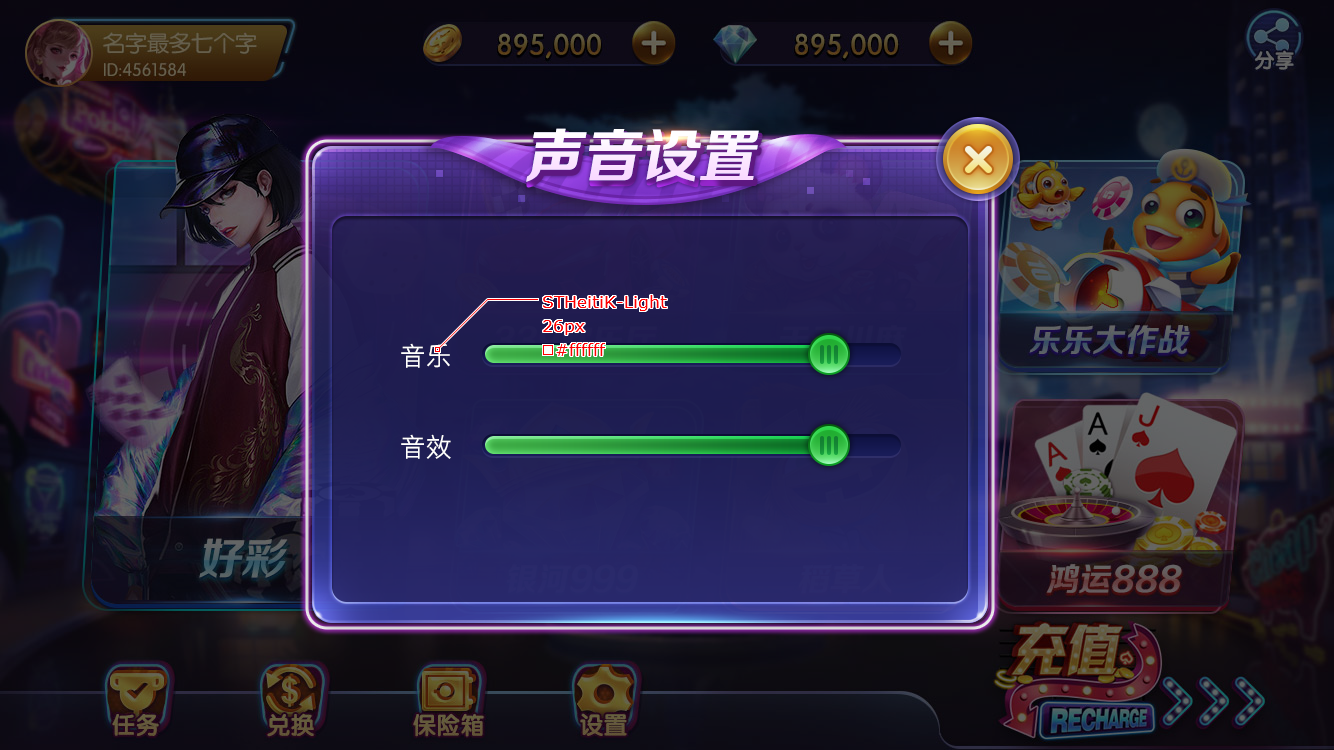 名字最多七个字
ID:4561584
895,000
895,000
分享
声音设置
STHeitiK-Light
26px
#ffffff
音乐
音效
好彩
乐乐大作战
A
A
J
鸿运888
充值
RECHARGE
任务
兑换
保险箱
设置